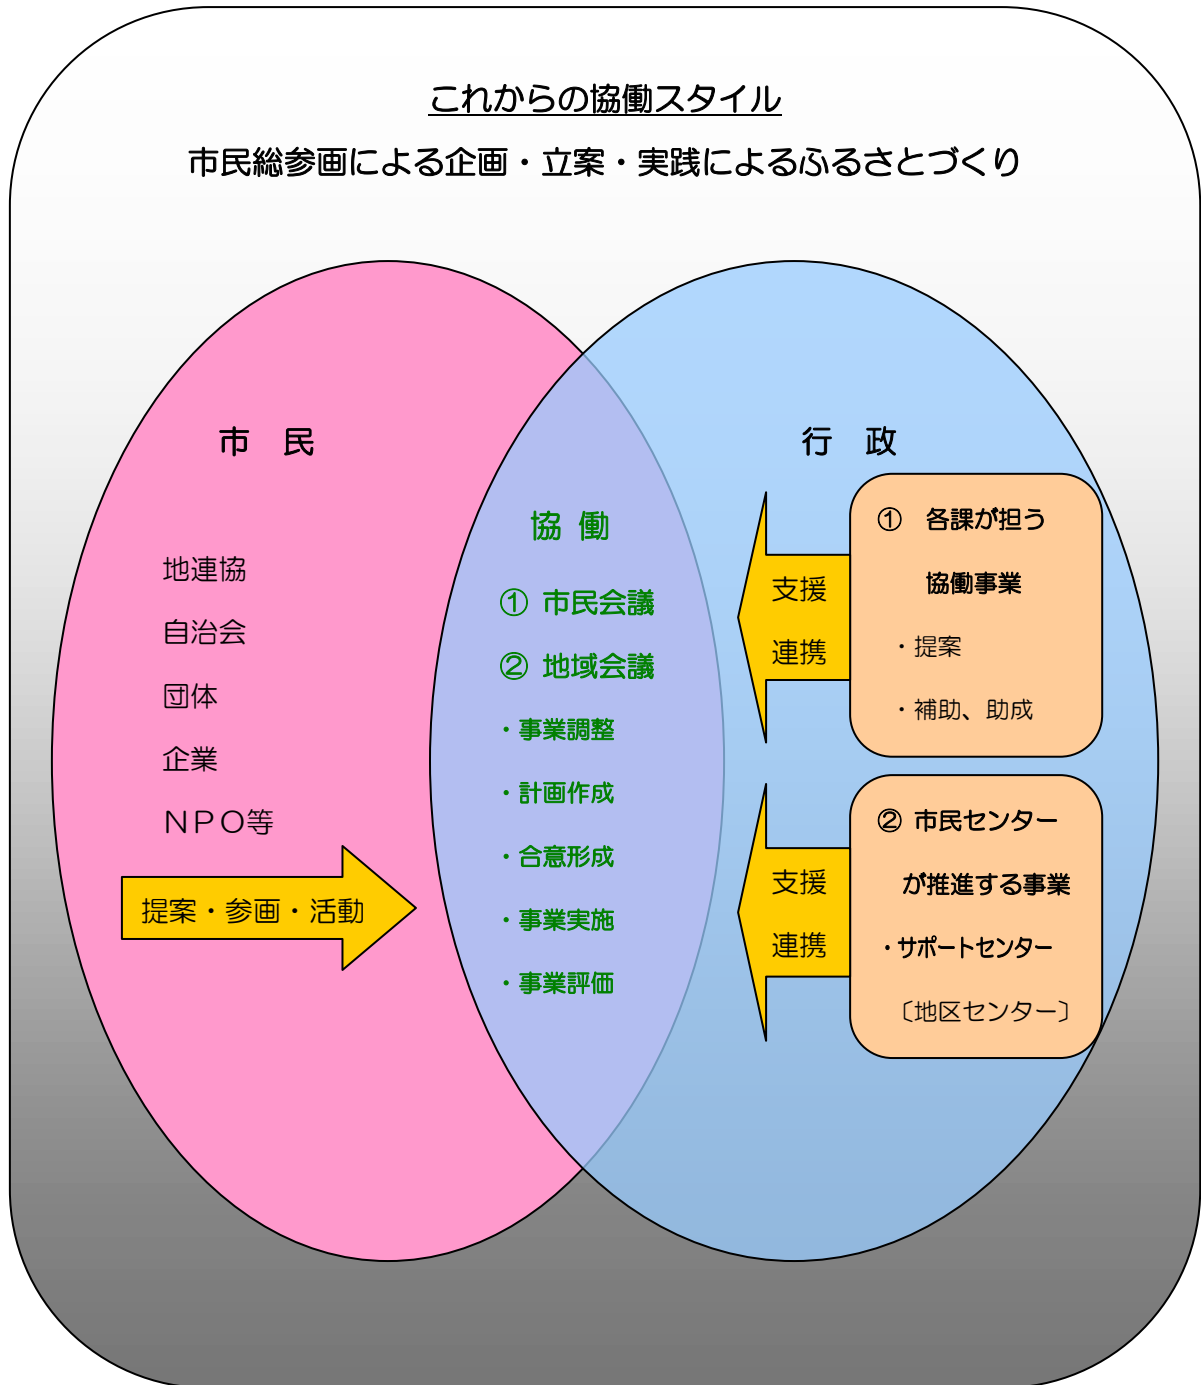 これからの協働スタイル
市民総参画による企画・立案・実践によるふるさとづくり
市　民
地連協
自治会
団体
企業
ＮＰＯ等
提案・参画・活動
協 働
① 市民会議
② 地域会議
・事業調整
・計画作成
・合意形成
・事業実施
・事業評価
行　政
支援
連携
①　各課が担う
協働事業
・提案
・補助、助成
支援
連携
② 市民センター
が推進する事業
・サポートセンター
〔地区センター〕